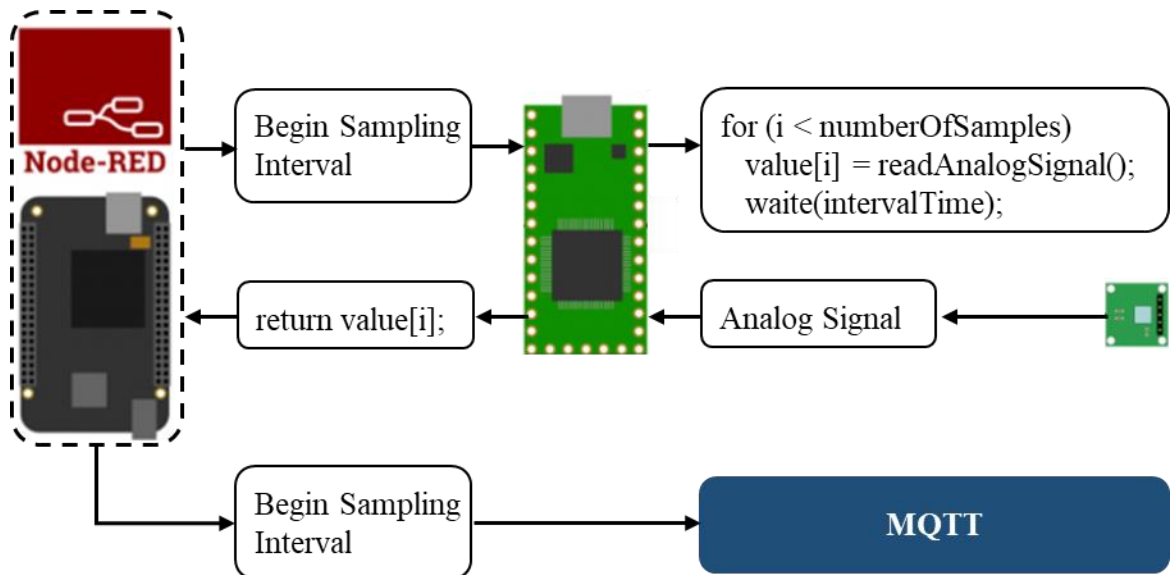 Node-RED
Begin Sampling
Interval
for (i < numberOfSamples)
value[i] = readAnalogSignal();
waite(intervalTime);
return value[i];
Analog Signal
Begin Sampling
Interval
MQTT